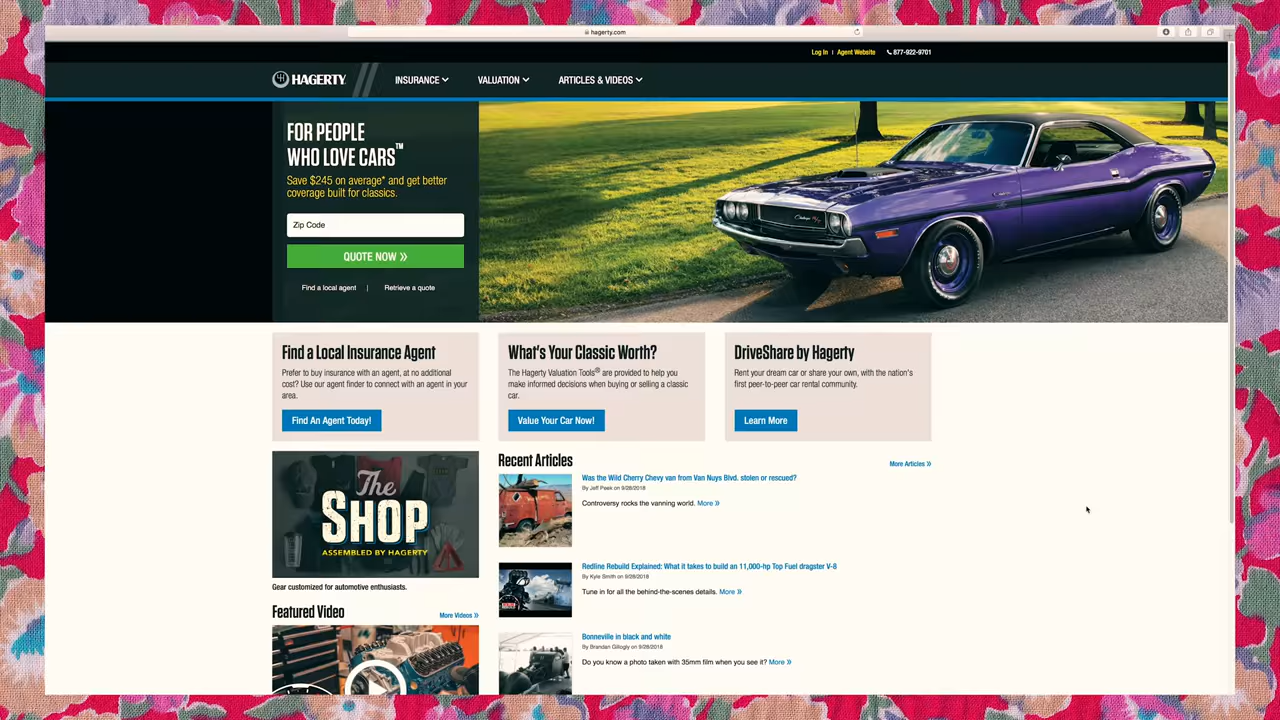 hagerty.com
Log In | Agent Website 877-922-9701
HAGERTY INSURANCE VALUATION ARTICLES & VIDEOS
FOR PEOPLE
WHO LOVE CARS™
Save $245 on average* and get better
coverage built for classics.
Zip Code
QUOTE NOW »
Find a local agent | Retrieve a quote
Find a Local Insurance Agent
Prefer to buy insurance with an agent, at no additional
cost? Use our agent finder to connect with an agent in your
area.
Find An Agent Today!
What's Your Classic Worth?
The Hagerty Valuation Tools® are provided to help you
make informed decisions when buying or selling a classic
car.
Value Your Car Now!
DriveShare by Hagerty
Rent your dream car or share your own, with the nation's
first peer-to-peer car rental community.
Learn More
The
SHOP
ASSEMBLED BY HAGERTY
Gear customized for automotive enthusiasts.
Featured Video More Videos »
Recent Articles More Articles »
Was the Wild Cherry Chevy van from Van Nuys Blvd. stolen or rescued?
By Jeff Peek on 9/28/2018
Controversy rocks the vanning world. More »
Redline Rebuild Explained: What it takes to build an 11,000-hp Top Fuel dragster V-8
By Kyle Smith on 9/28/2018
Tune in for all the behind-the-scenes details. More »
Bonneville in black and white
By Brandan Gillogly on 9/28/2018
Do you know a photo taken with 35mm film when you see it? More »